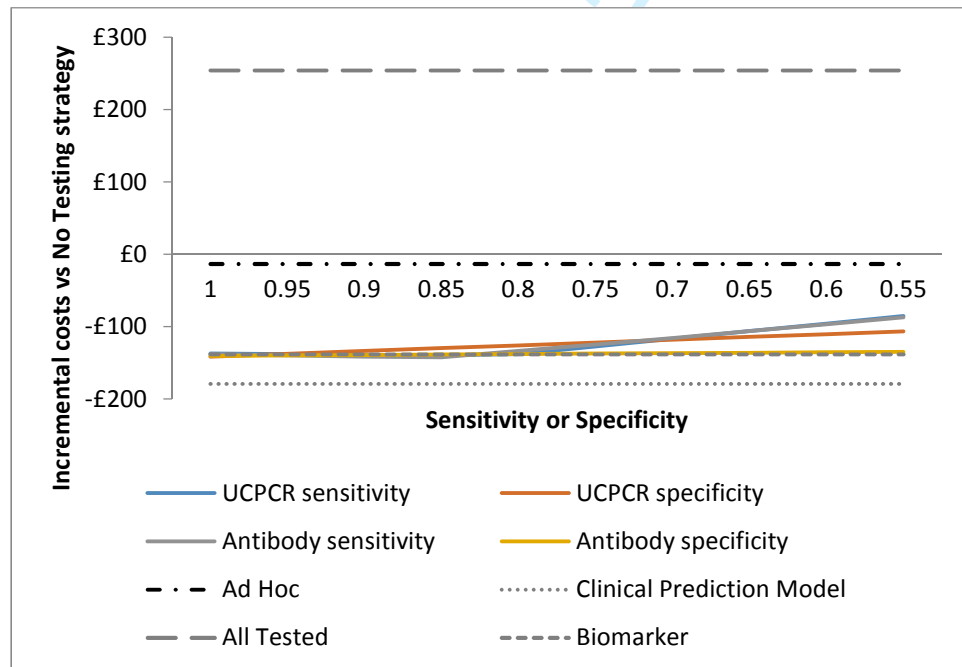 Incremental costs vs No Testing strategy
£300
£200
£100
£0
-£100
-£200
1 0.95 0.9 0.85 0.8 0.75 0.7 0.65 0.6 0.55
Sensitivity or Specificity
UCPCR sensitivity
UCPCR specificity
Antibody sensitivity
Antibody specificity
Ad Hoc
Clinical Prediction Model
All Tested
Biomarker